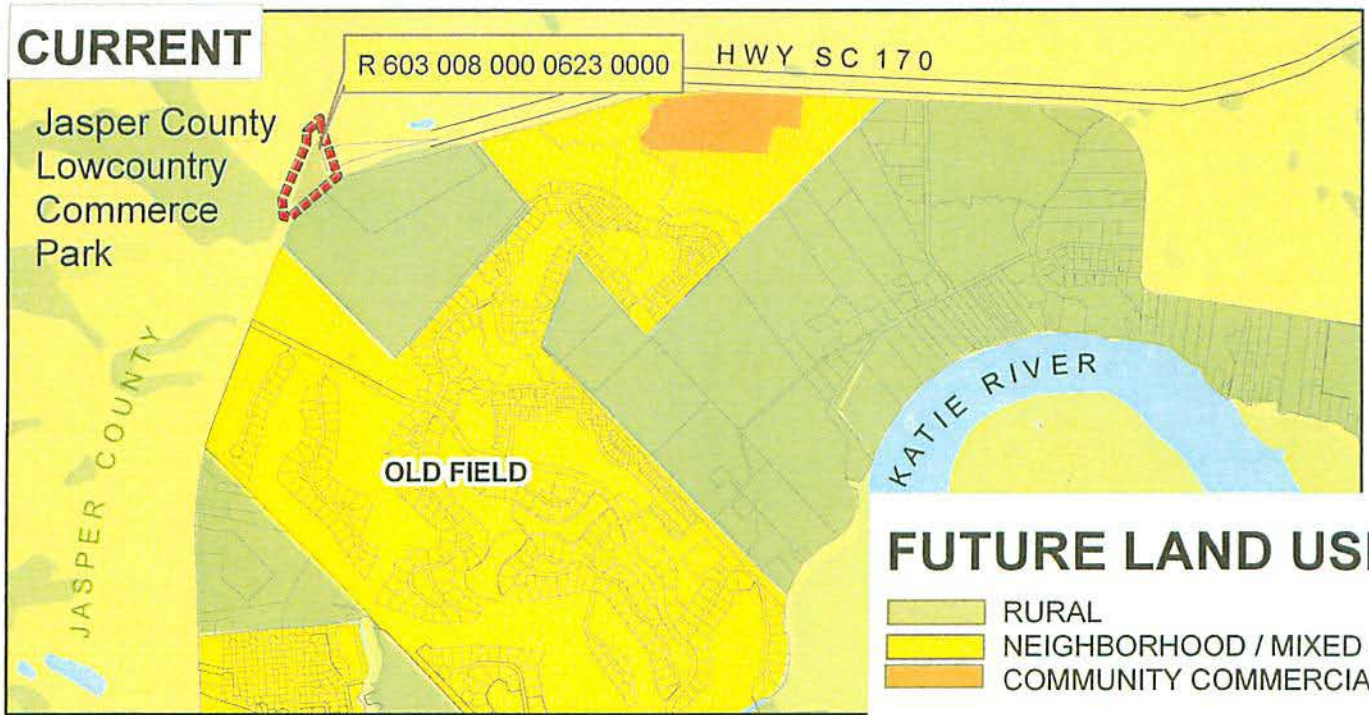 CURRENT
R 603 008 000 0623 0000
HWY SC 170
Jasper County
Lowcountry
Commerce
Park
JASPER COUNTY
OLD FIELD
KATIE RIVER
FUTURE LAND USE
RURAL
NEIGHBORHOOD / MIXED
COMMUNITY COMMERCIA